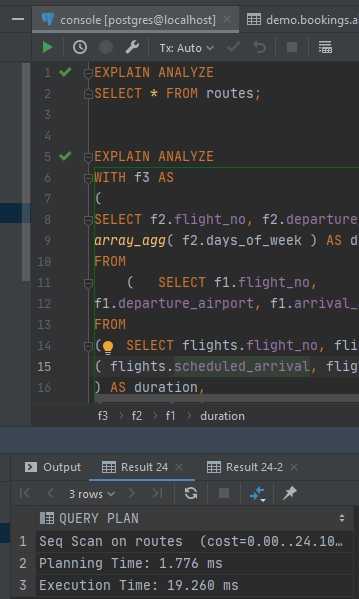 console [postgres@localhost]
demo.bookings.a
Tx: Auto
1 EXPLAIN ANALYZE
2 SELECT * FROM routes;
3
4
5 EXPLAIN ANALYZE
6 WITH f3 AS
7 (
8 SELECT f2.flight_no, f2.departure
9 array_agg( f2.days_of_week ) AS d
10 FROM
11 ( SELECT f1.flight_no,
12 f1.departure_airport, f1.arrival_
13 FROM
14 ( SELECT flights.flight_no, fli
15 ( flights.scheduled_arrival, flig
16 ) AS duration,
f3 > f2 > f1 > duration
Output
Result 24
Result 24-2
3 rows
QUERY PLAN
1 Seq Scan on routes (cost=0.00..24.10…
2 Planning Time: 1.776 ms
3 Execution Time: 19.260 ms